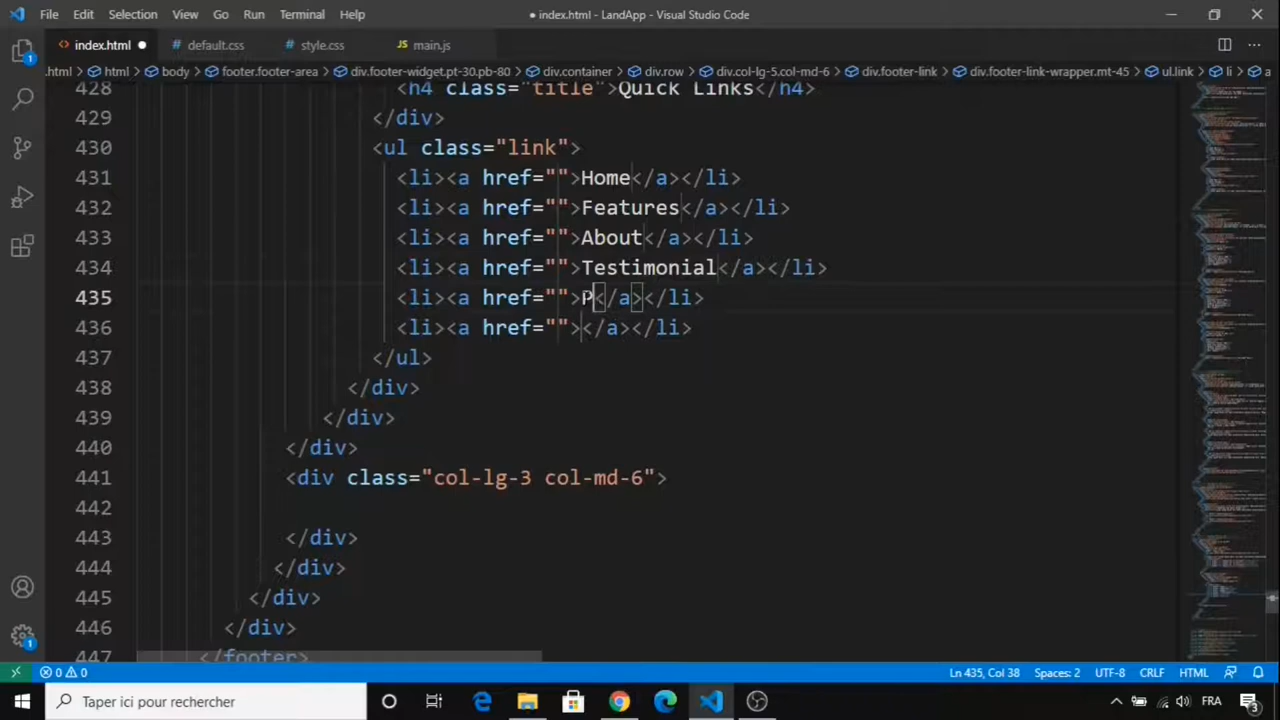 File Edit Selection View Go Run Terminal Help ● index.html - LandApp - Visual Studio Code
index.html default.css style.css JS main.js
.html html body footer.footer-area div.footer-widget.pt-30.pb-80 div.container div.row div.col-lg-5.col-md-6 div.footer-link div.footer-link-wrapper.mt-45 ul.link li a
428 <h4 class="title">Quick Links</h4>
429 </div>
430 <ul class="link">
431 <li><a href="">Home</a></li>
432 <li><a href="">Features</a></li>
433 <li><a href="">About</a></li>
434 <li><a href="">Testimonial</a></li>
435 <li><a href="">P</a></li>
436 <li><a href=""></a></li>
437 </ul>
438 </div>
439 </div>
440 </div>
441 <div class="col-lg-3 col-md-6">
442
443 </div>
444 </div>
445 </div>
446 </div>
447 </footer>
0 0 Ln 435, Col 38 Spaces: 2 UTF-8 CRLF HTML
Taper ici pour rechercher FRA 3